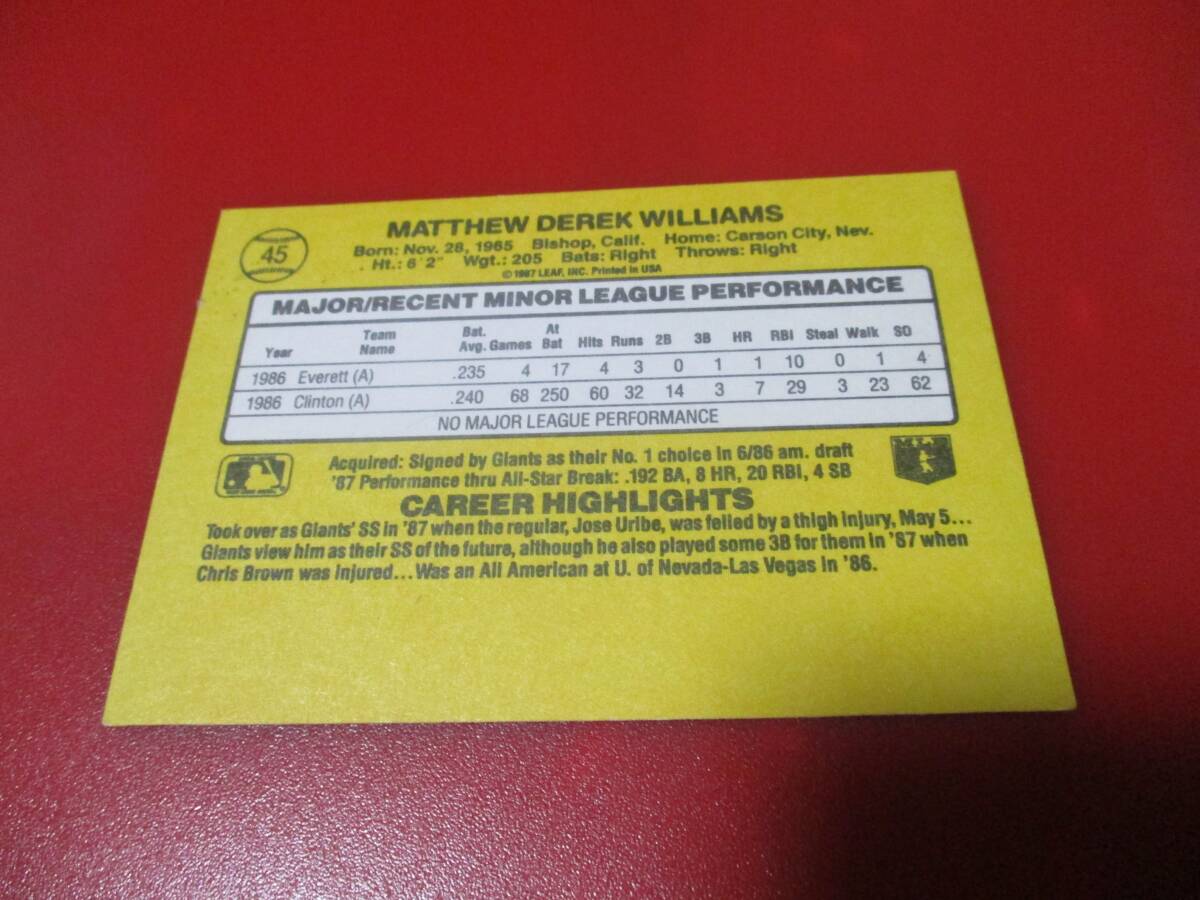 45
MATTHEW DEREK WILLIAMS
Born: Nov. 28, 1965 Bishop, Calif. Home: Carson City, Nev.
Ht.: 6'2" Wgt.: 205 Bats: Right Throws: Right
©1987 LEAF, INC. Printed in USA
MAJOR/RECENT MINOR LEAGUE PERFORMANCE
Year Team Name Bat. Avg. Games At Bat Hits Runs 2B 3B HR RBI Steal Walk SO
1986 Everett (A) .235 4 17 4 3 0 1 1 10 0 1 4
1986 Clinton (A) .240 68 250 60 32 14 3 7 29 3 23 62
NO MAJOR LEAGUE PERFORMANCE
Acquired: Signed by Giants as their No. 1 choice in 6/86 am. draft
'87 Performance thru All-Star Break: .192 BA, 8 HR, 20 RBI, 4 SB
CAREER HIGHLIGHTS
Took over as Giants' SS in '87 when the regular, Jose Uribe, was felled by a thigh injury, May 5...
Giants view him as their SS of the future, although he also played some 3B for them in '87 when
Chris Brown was injured...Was an All American at U. of Nevada-Las Vegas in '86.